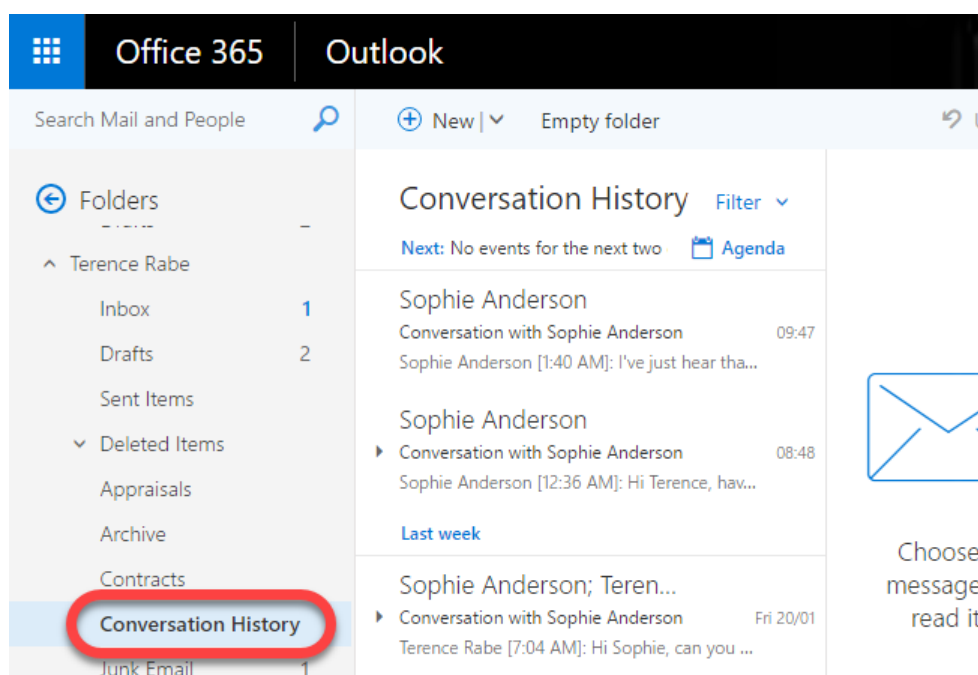 Office 365
Outlook
Search Mail and People
New
Empty folder
Folders
Drafts 2
Terence Rabe
Inbox 1
Drafts 2
Sent Items
Deleted Items
Appraisals
Archive
Contracts
Conversation History
Junk Email 1
Conversation History Filter
Next: No events for the next two Agenda
Sophie Anderson
Conversation with Sophie Anderson 09:47
Sophie Anderson [1:40 AM]: I've just hear tha...
Sophie Anderson
Conversation with Sophie Anderson 08:48
Sophie Anderson [12:36 AM]: Hi Terence, hav...
Last week
Sophie Anderson; Teren...
Conversation with Sophie Anderson Fri 20/01
Terence Rabe [7:04 AM]: Hi Sophie, can you ...
Choose
message
read it